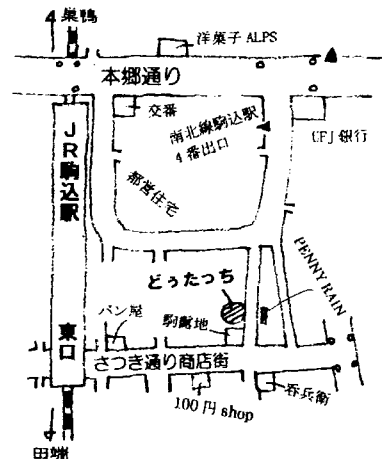 巣鴨
洋菓子 ALPS
本郷通り
交番
南北線駒込駅
4番出口
UFJ 銀行
JR駒込駅
都営住宅
PENNY RAIN
どぅたっち
パン屋
駒露地
東口
さつき通り商店街
100円 shop
呑兵衛
田端